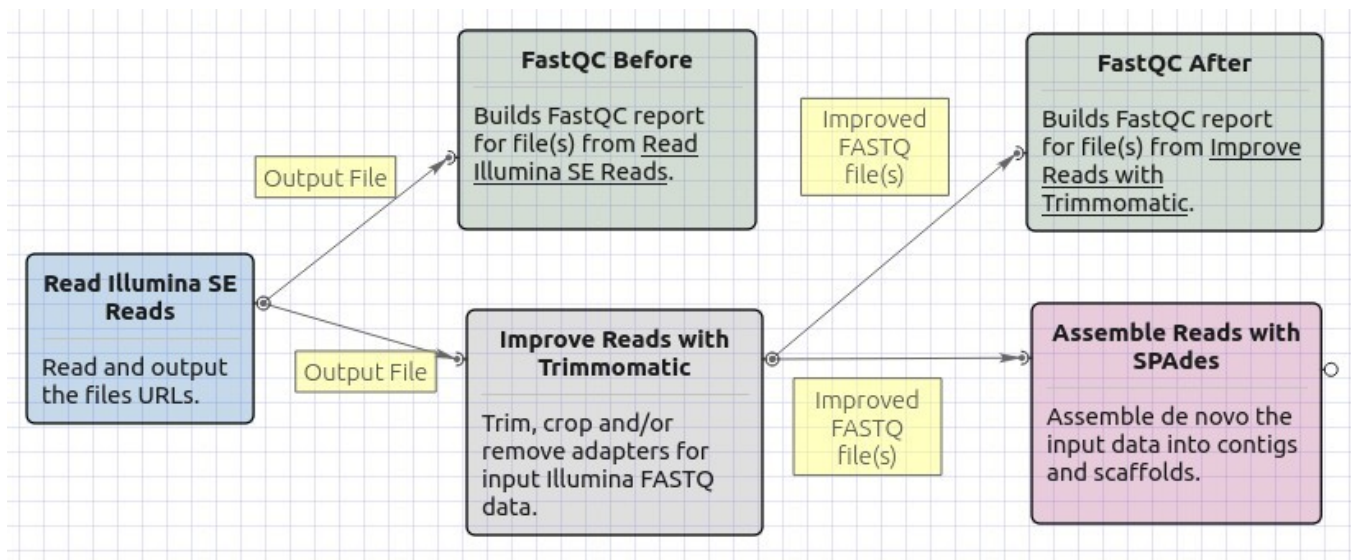 FastQC Before
Builds FastQC report
for file(s) from Read
Illumina SE Reads.
FastQC After
Builds FastQC report
for file(s) from Improve
Reads with
Trimmomatic.
Improved
FASTQ
file(s)
Output File
Read Illumina SE
Reads
Read and output
the files URLs.
Output File
Improve Reads with
Trimmomatic
Trim, crop and/or
remove adapters for
input Illumina FASTQ
data.
Improved
FASTQ
file(s)
Assemble Reads with
SPAdes
Assemble de novo the
input data into contigs
and scaffolds.